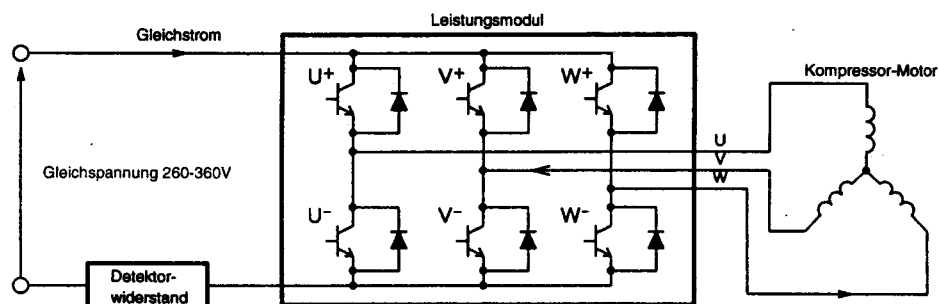 Leistungsmodul
Gleichstrom
U+
V+
W+
Kompressor-Motor
U
V
W
Gleichspannung 260-360V
U-
V-
W-
Detektor-
widerstand